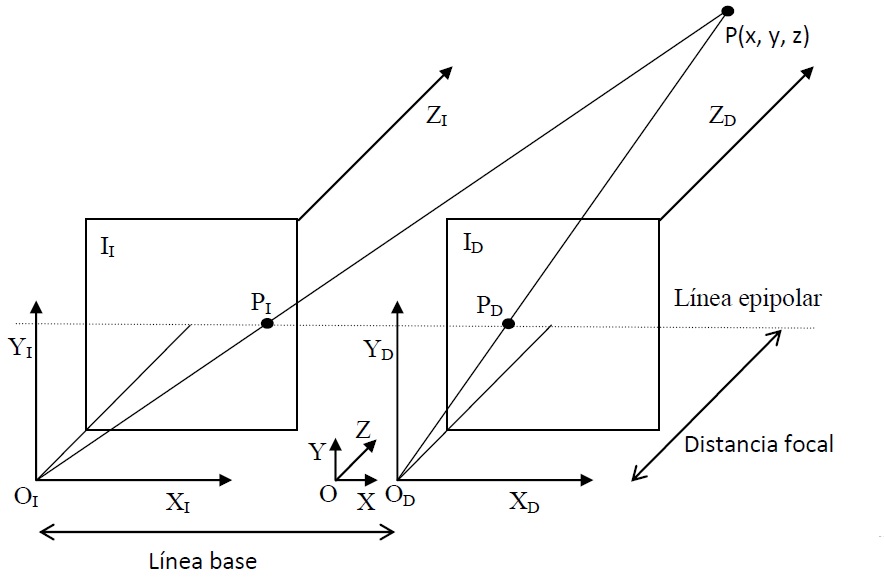 P(x, y, z)
Z_I
Z_D
I_I
I_D
P_I
P_D
Línea epipolar
Y_I
Y_D
Distancia focal
Z
Y
O_I
X_I
O
X
O_D
X_D
Línea base